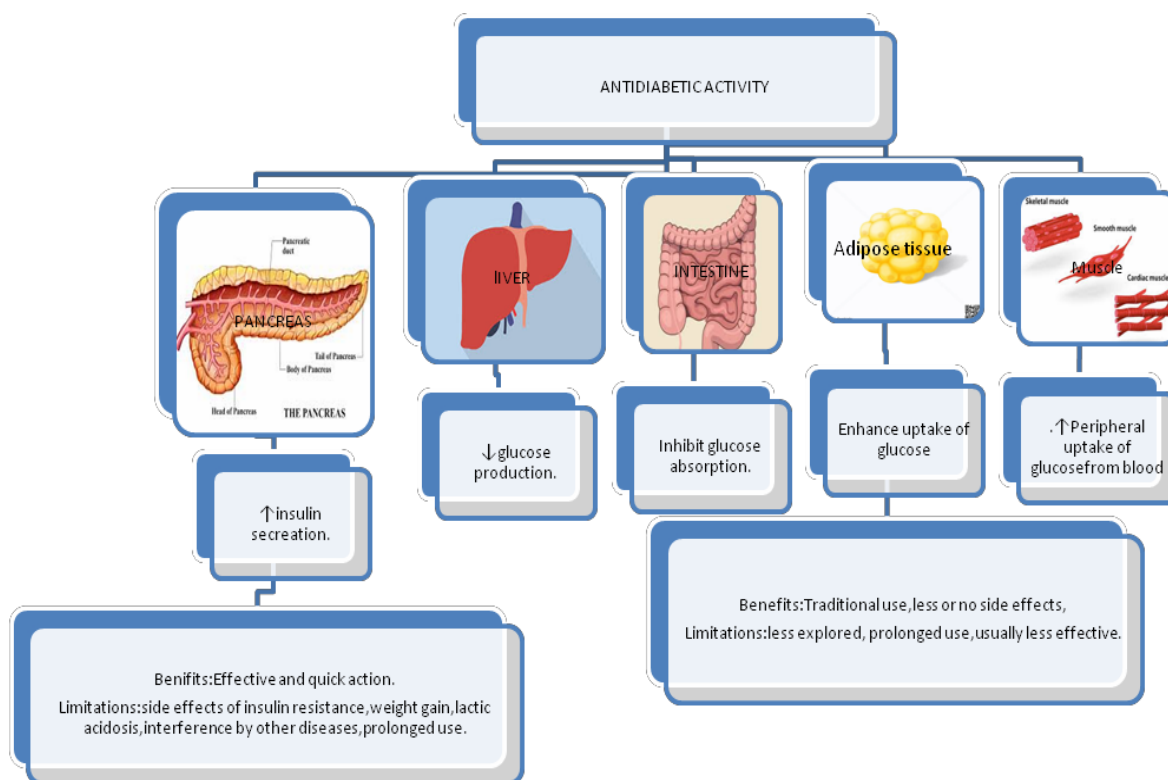 ANTIDIABETIC ACTIVITY
Pancreatic
duct
PANCREAS
Tail of Pancreas
Body of Pancreas
Head of Pancreas
THE PANCREAS
lIVER
INTESTINE
Adipose tissue
Skeletal muscle
Smooth muscle
Muscle
Cardiac muscle
↑insulin
secreation.
↓glucose
production.
Inhibit glucose
absorption.
Enhance uptake of
glucose
.↑Peripheral
uptake of
glucosefrom blood
Benifits:Effective and quick action.
Limitations:side effects of insulin resistance,weight gain,lactic
acidosis,interference by other diseases,prolonged use.
Benefits:Traditional use,less or no side effects,
Limitations:less explored, prolonged use,usually less effective.